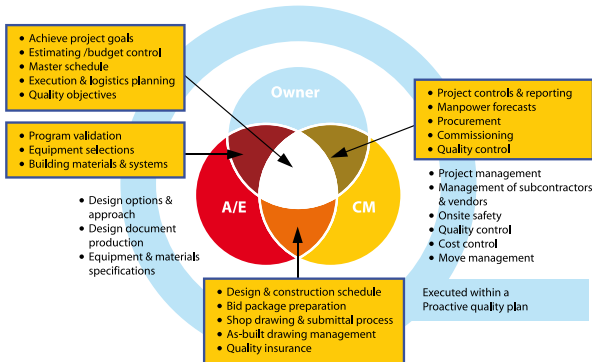 • Achieve project goals
• Estimating /budget control
• Master schedule
• Execution & logistics planning
• Quality objectives
Owner
• Project controls & reporting
• Manpower forecasts
• Procurement
• Commissioning
• Quality control
• Program validation
• Equipment selections
• Building materials & systems
A/E
CM
• Design options &
approach
• Design document
production
• Equipment & materials
specifications
• Project management
• Management of subcontractors
& vendors
• Onsite safety
• Quality control
• Cost control
• Move management
• Design & construction schedule
• Bid package preparation
• Shop drawing & submittal process
• As-built drawing management
• Quality insurance
Executed within a
Proactive quality plan